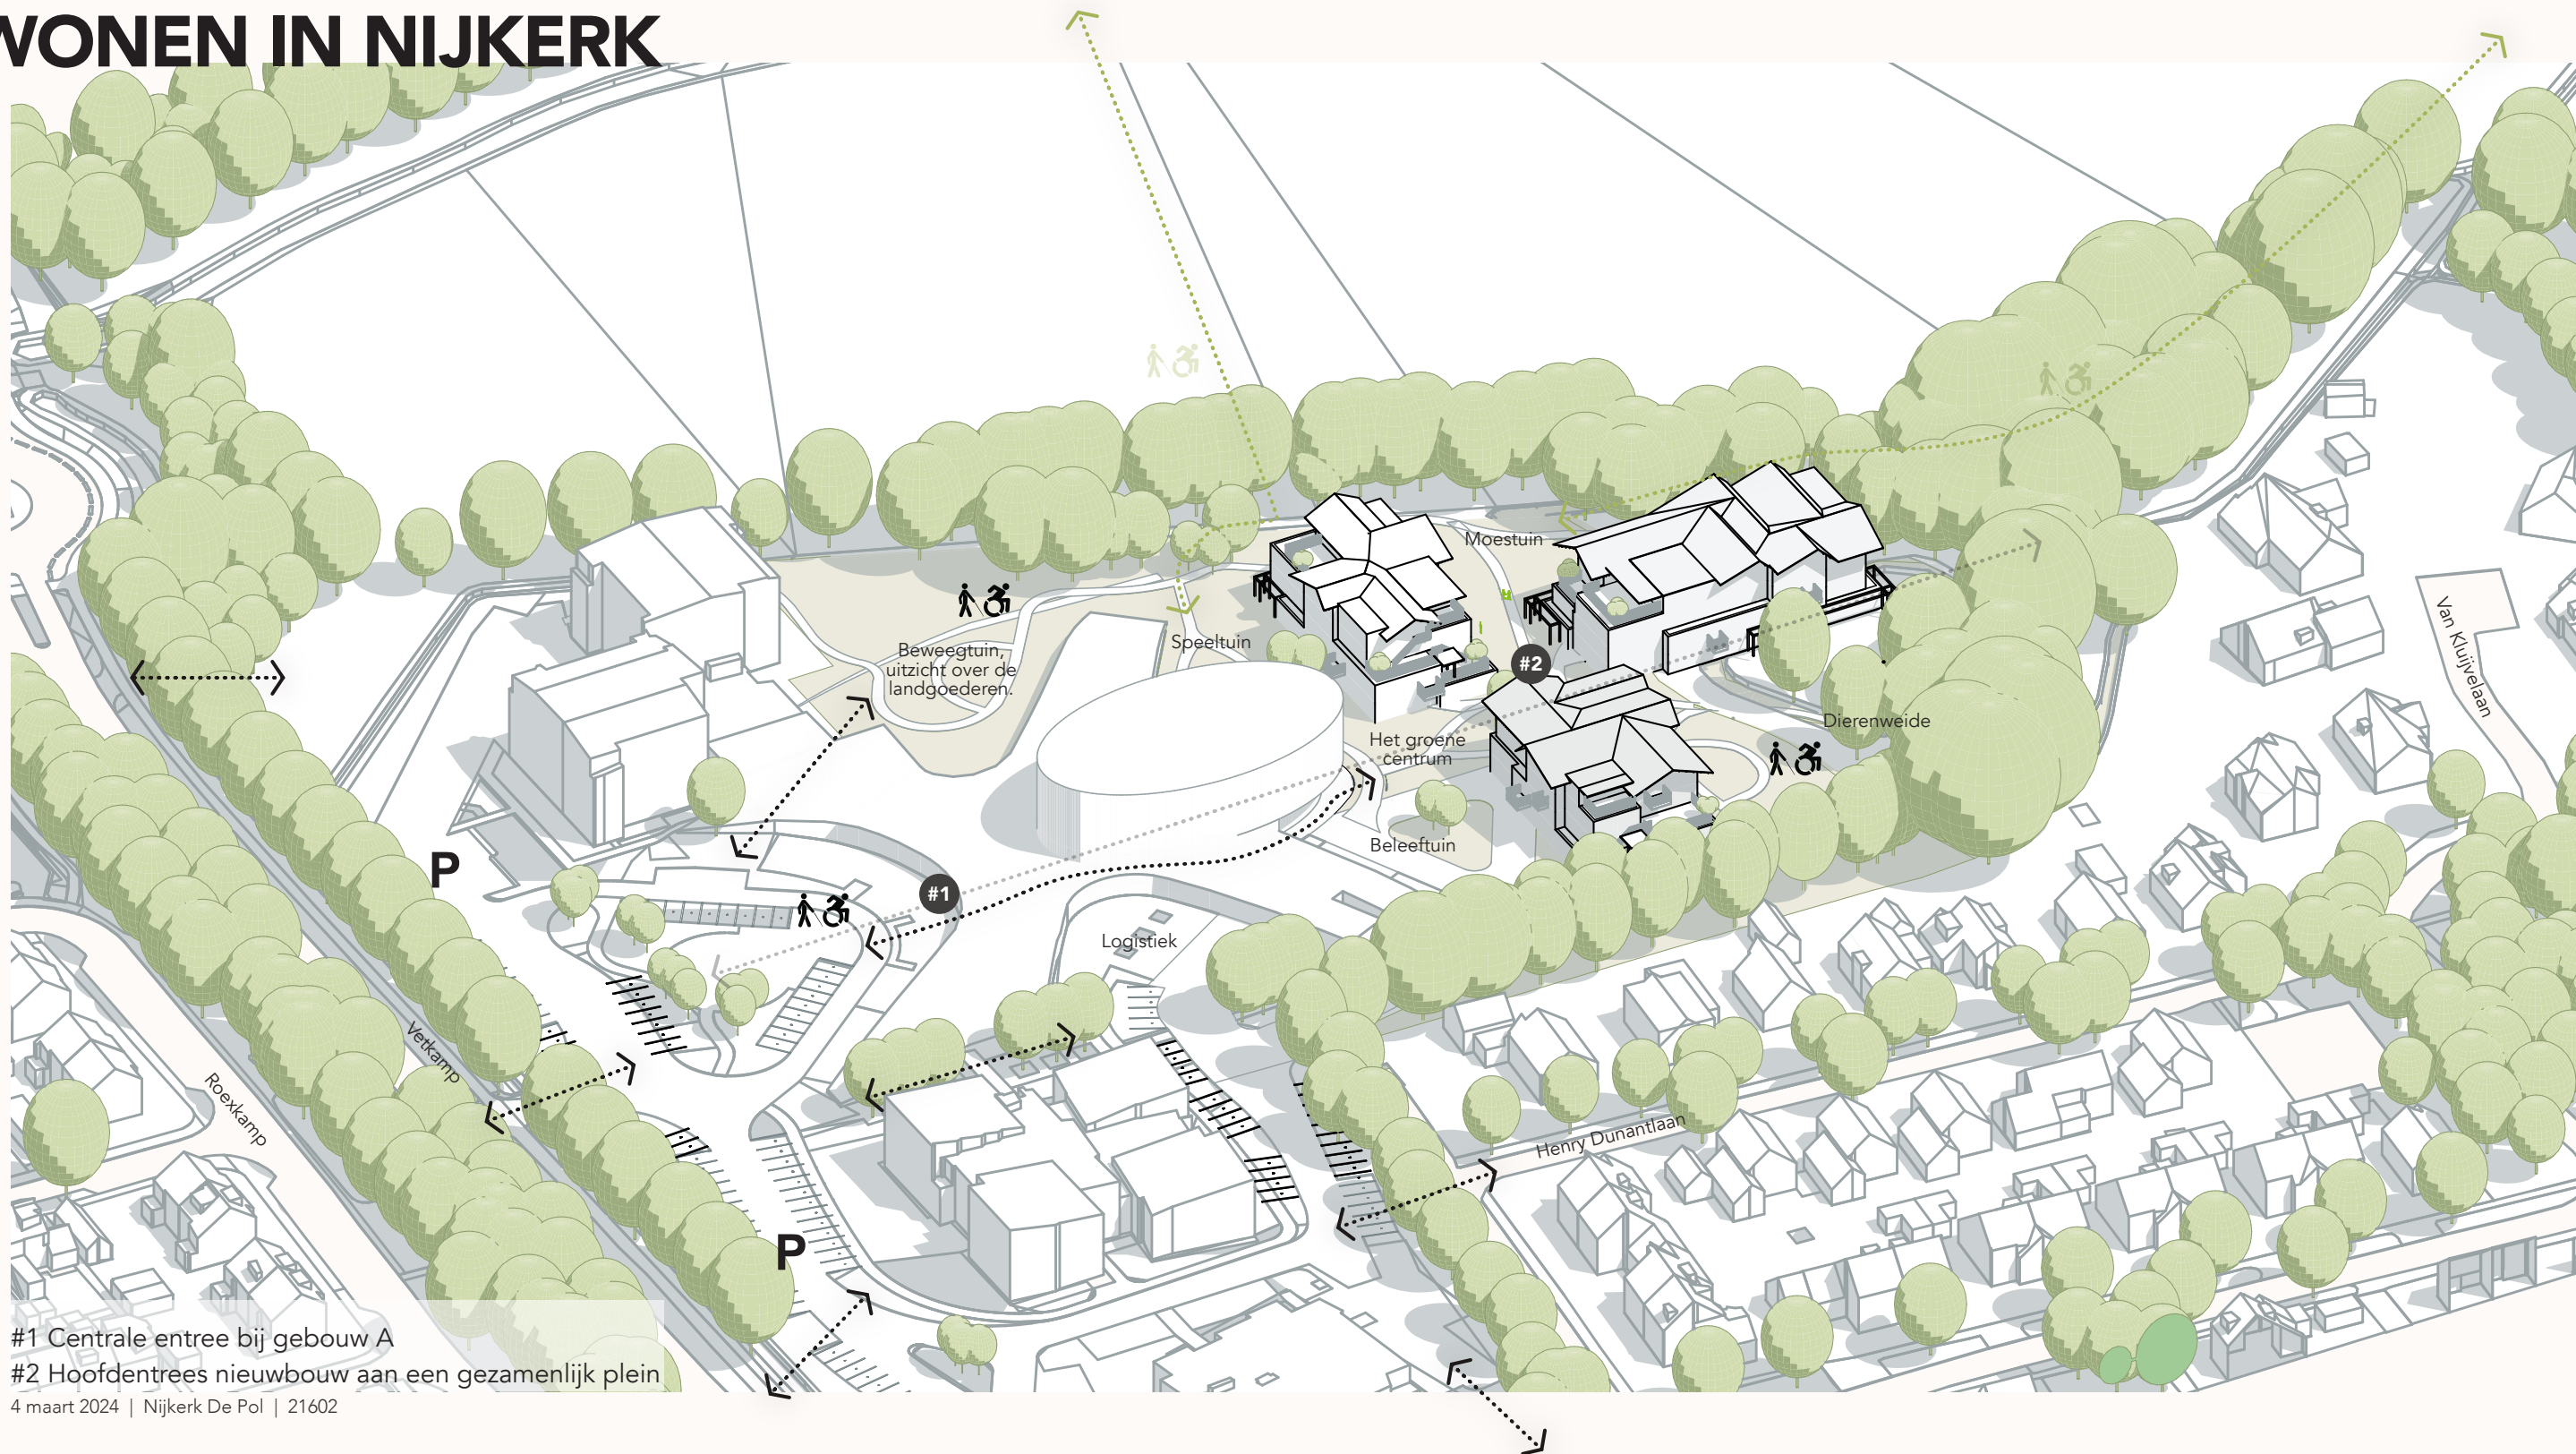 WONEN IN NIJKERK
Moestuin
Speeltuin
Beweegtuin,
uitzicht over de
landgoederen.
#2
Van Kluijvelaan
Dierenweide
Het groene
centrum
Beleeftuin
P
#1
Logistiek
Vetkamp
Roexkamp
Henry Dunantlaan
P
#1 Centrale entree bij gebouw A
#2 Hoofdentrees nieuwbouw aan een gezamenlijk plein
4 maart 2024 | Nijkerk De Pol | 21602